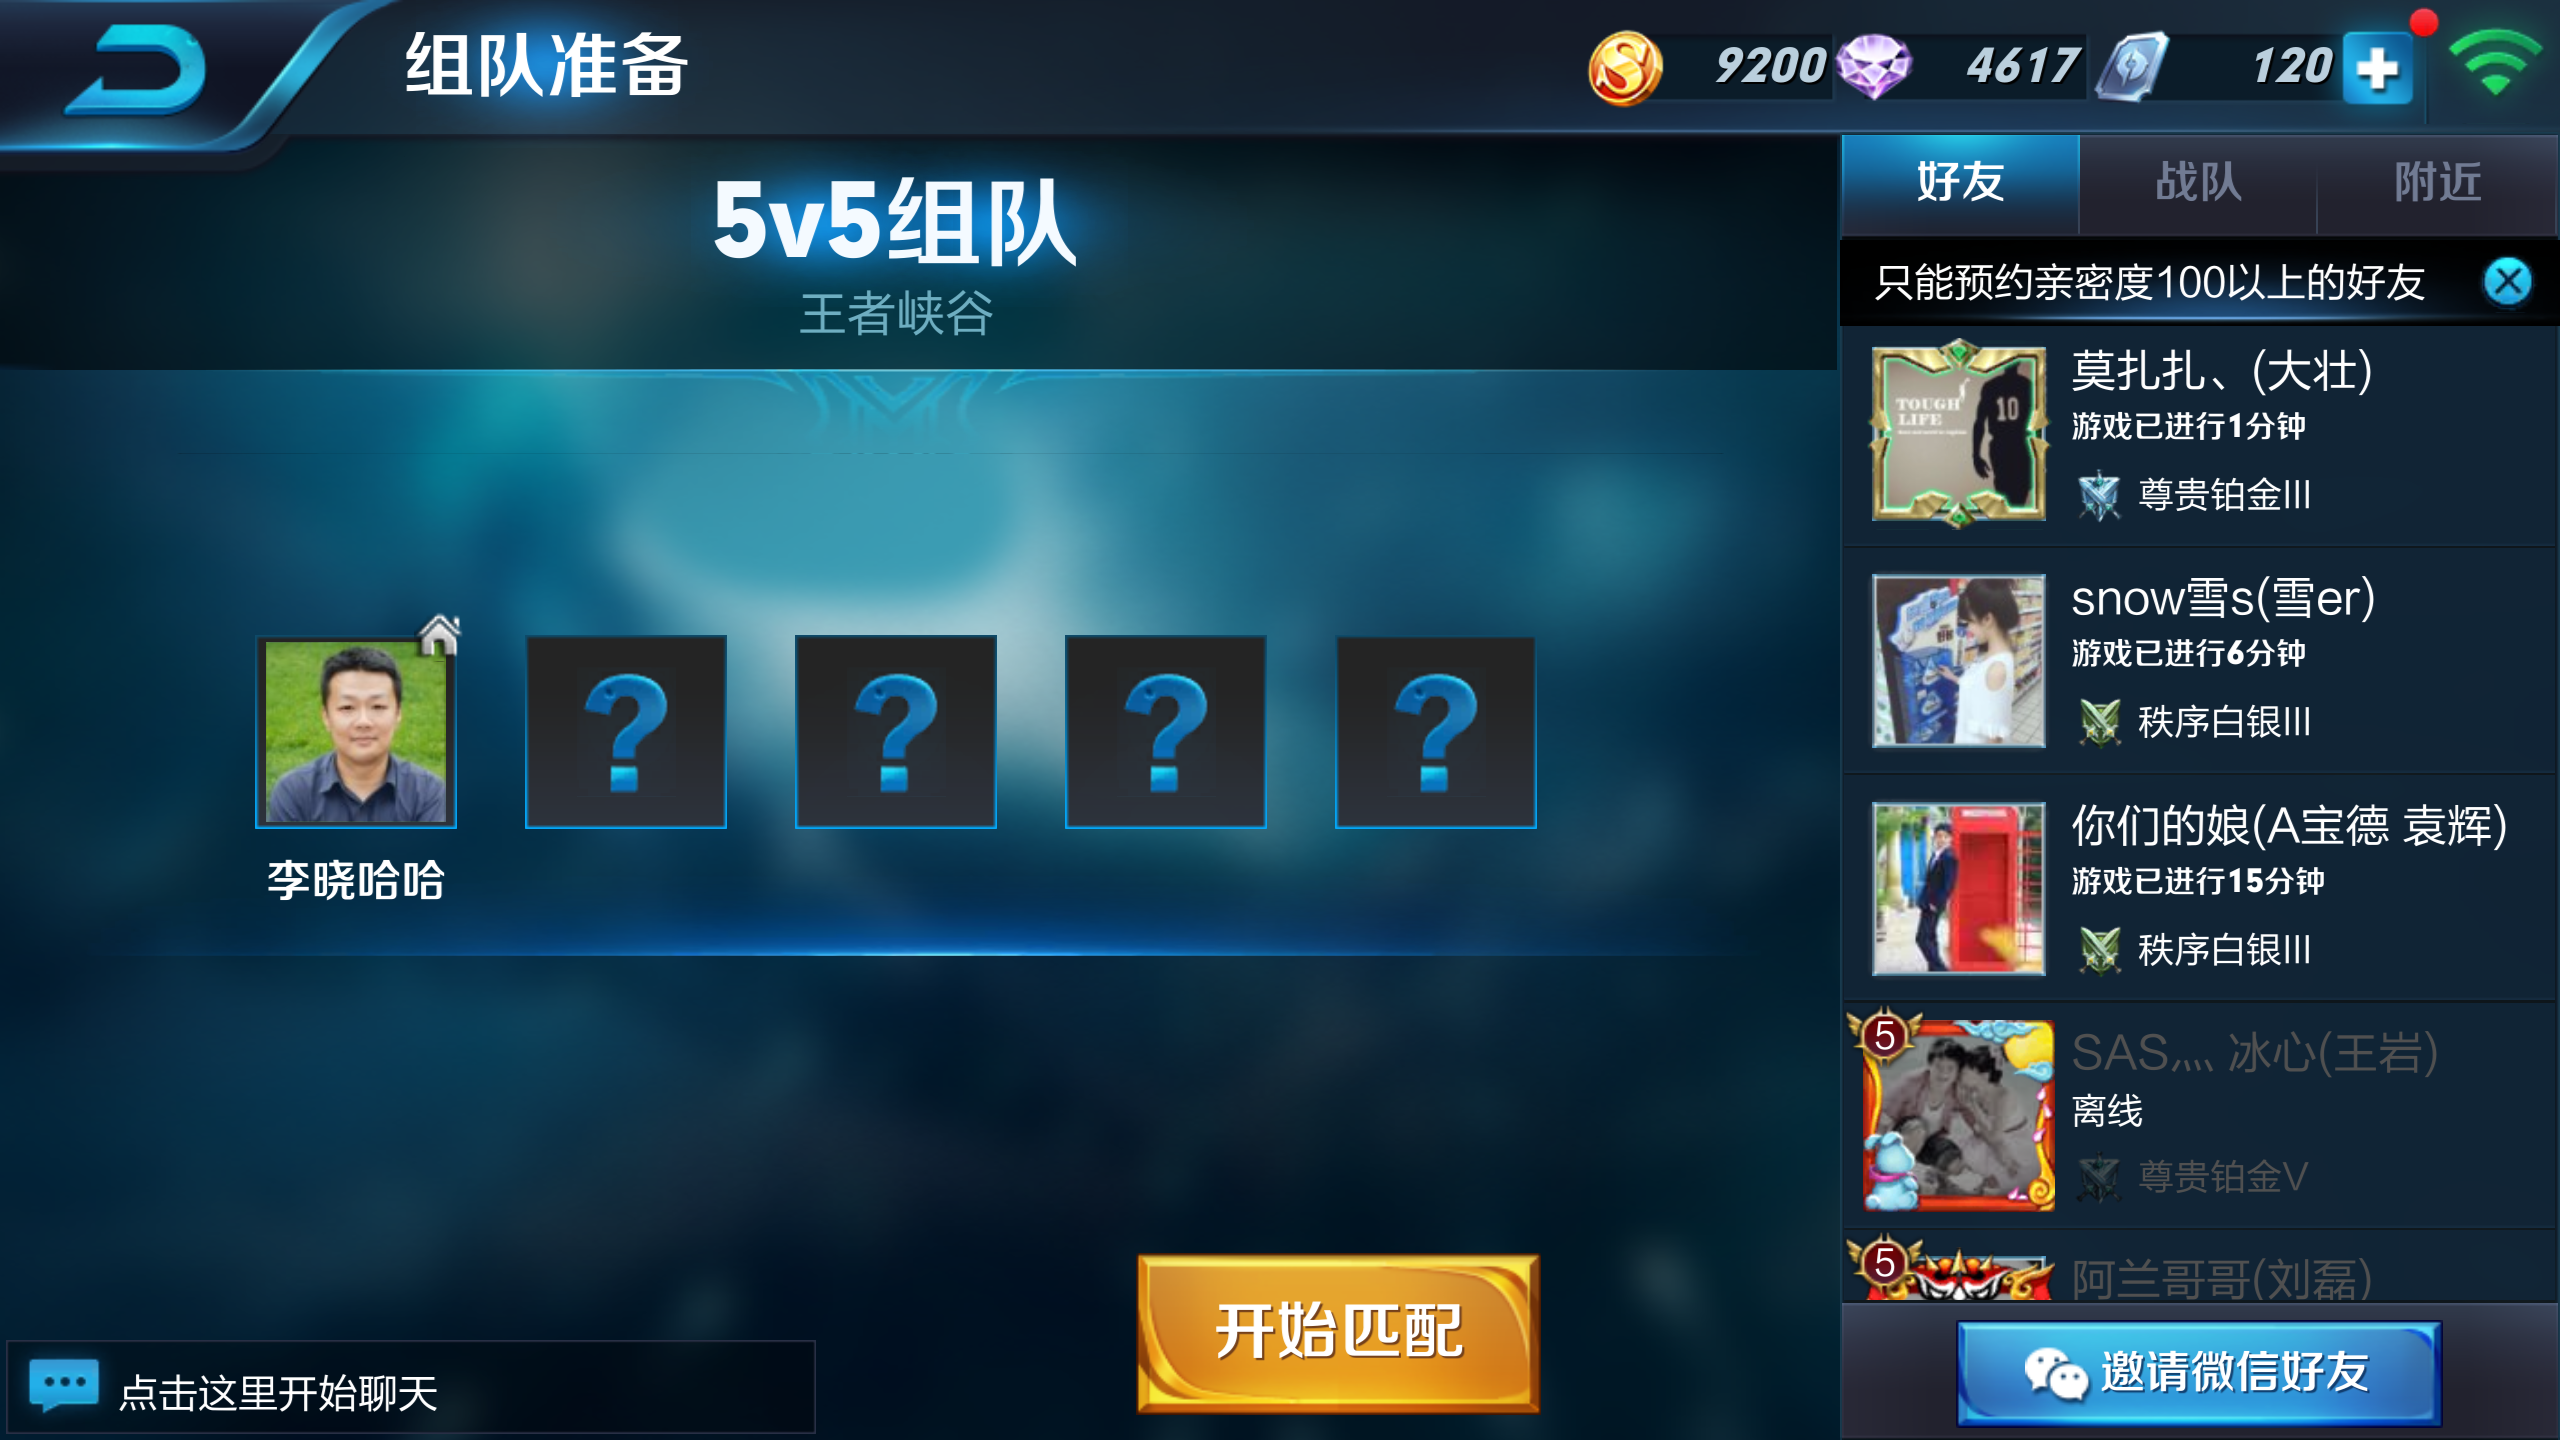 组队准备
9200
4617
120
5v5组队
王者峡谷
好友
战队
附近
只能预约亲密度100以上的好友
TOUGH
LIFE
10
莫扎扎、(大壮)
游戏已进行1分钟
尊贵铂金III
snow雪s(雪er)
游戏已进行6分钟
秩序白银III
你们的娘(A宝德 袁辉)
游戏已进行15分钟
秩序白银III
5
SAS灬 冰心(王岩)
离线
尊贵铂金V
5
阿兰哥哥(刘磊)
李晓哈哈
开始匹配
点击这里开始聊天
邀请微信好友